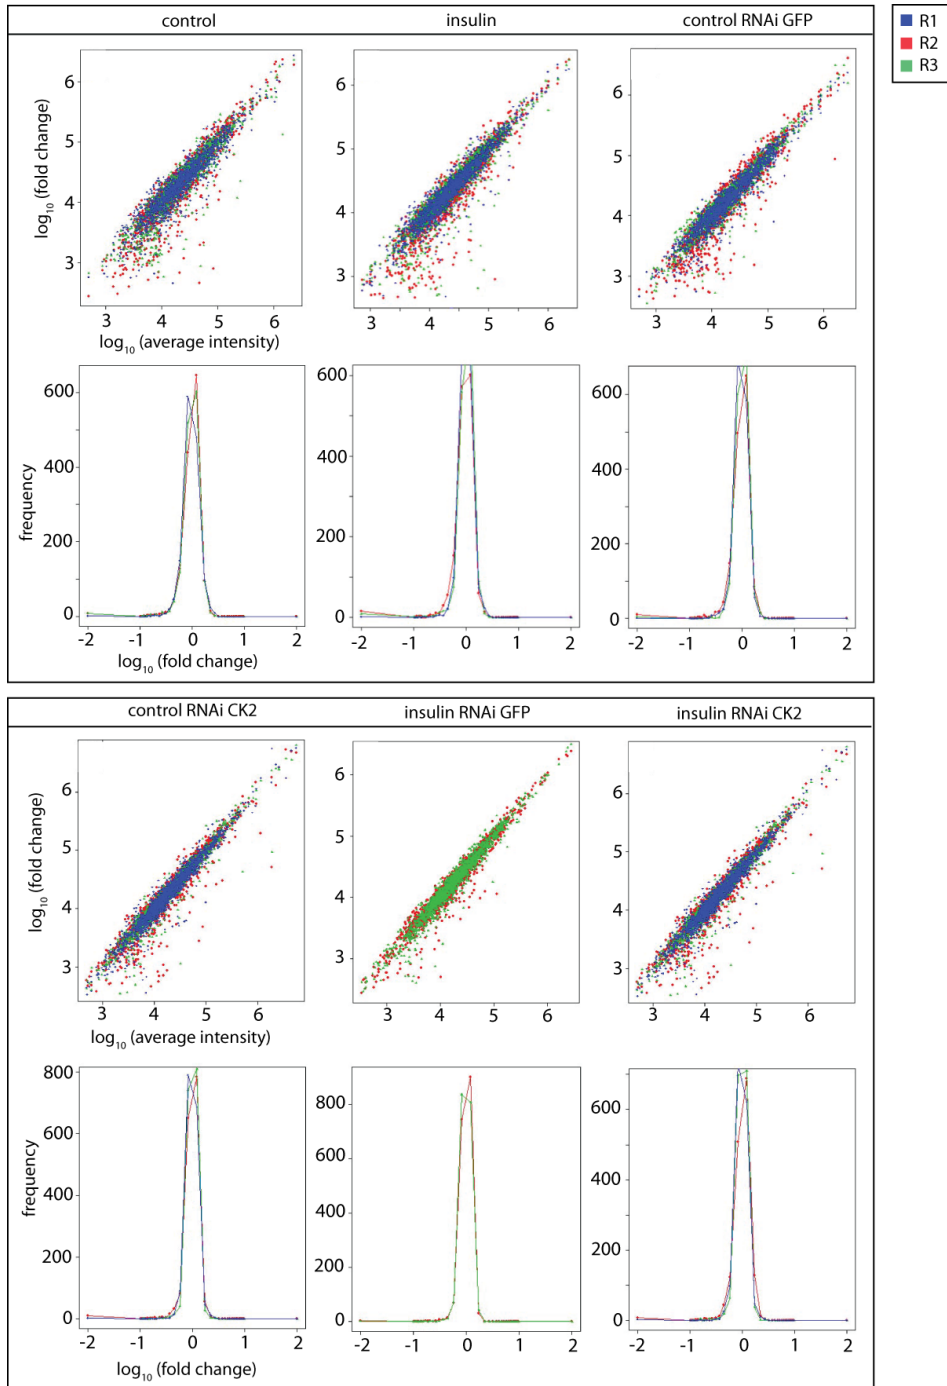 control insulin control RNAi GFP
R1
R2
R3
log10 (fold change)
6
5
4
3
3 4 5 6
log10 (average intensity)
6
5
4
3
3 4 5 6
6
5
4
3
3 4 5 6
frequency
600
400
200
0
-2 -1 0 1 2
log10 (fold change)
600
400
200
0
-2 -1 0 1 2
600
400
200
0
-2 -1 0 1 2
control RNAi CK2 insulin RNAi GFP insulin RNAi CK2
log10 (fold change)
6
5
4
3
3 4 5 6
log10 (average intensity)
6
5
4
3
3 4 5 6
6
5
4
3
3 4 5 6
frequency
800
600
400
200
0
-2 -1 0 1 2
log10 (fold change)
800
600
400
200
0
-2 -1 0 1 2
600
400
200
0
-2 -1 0 1 2